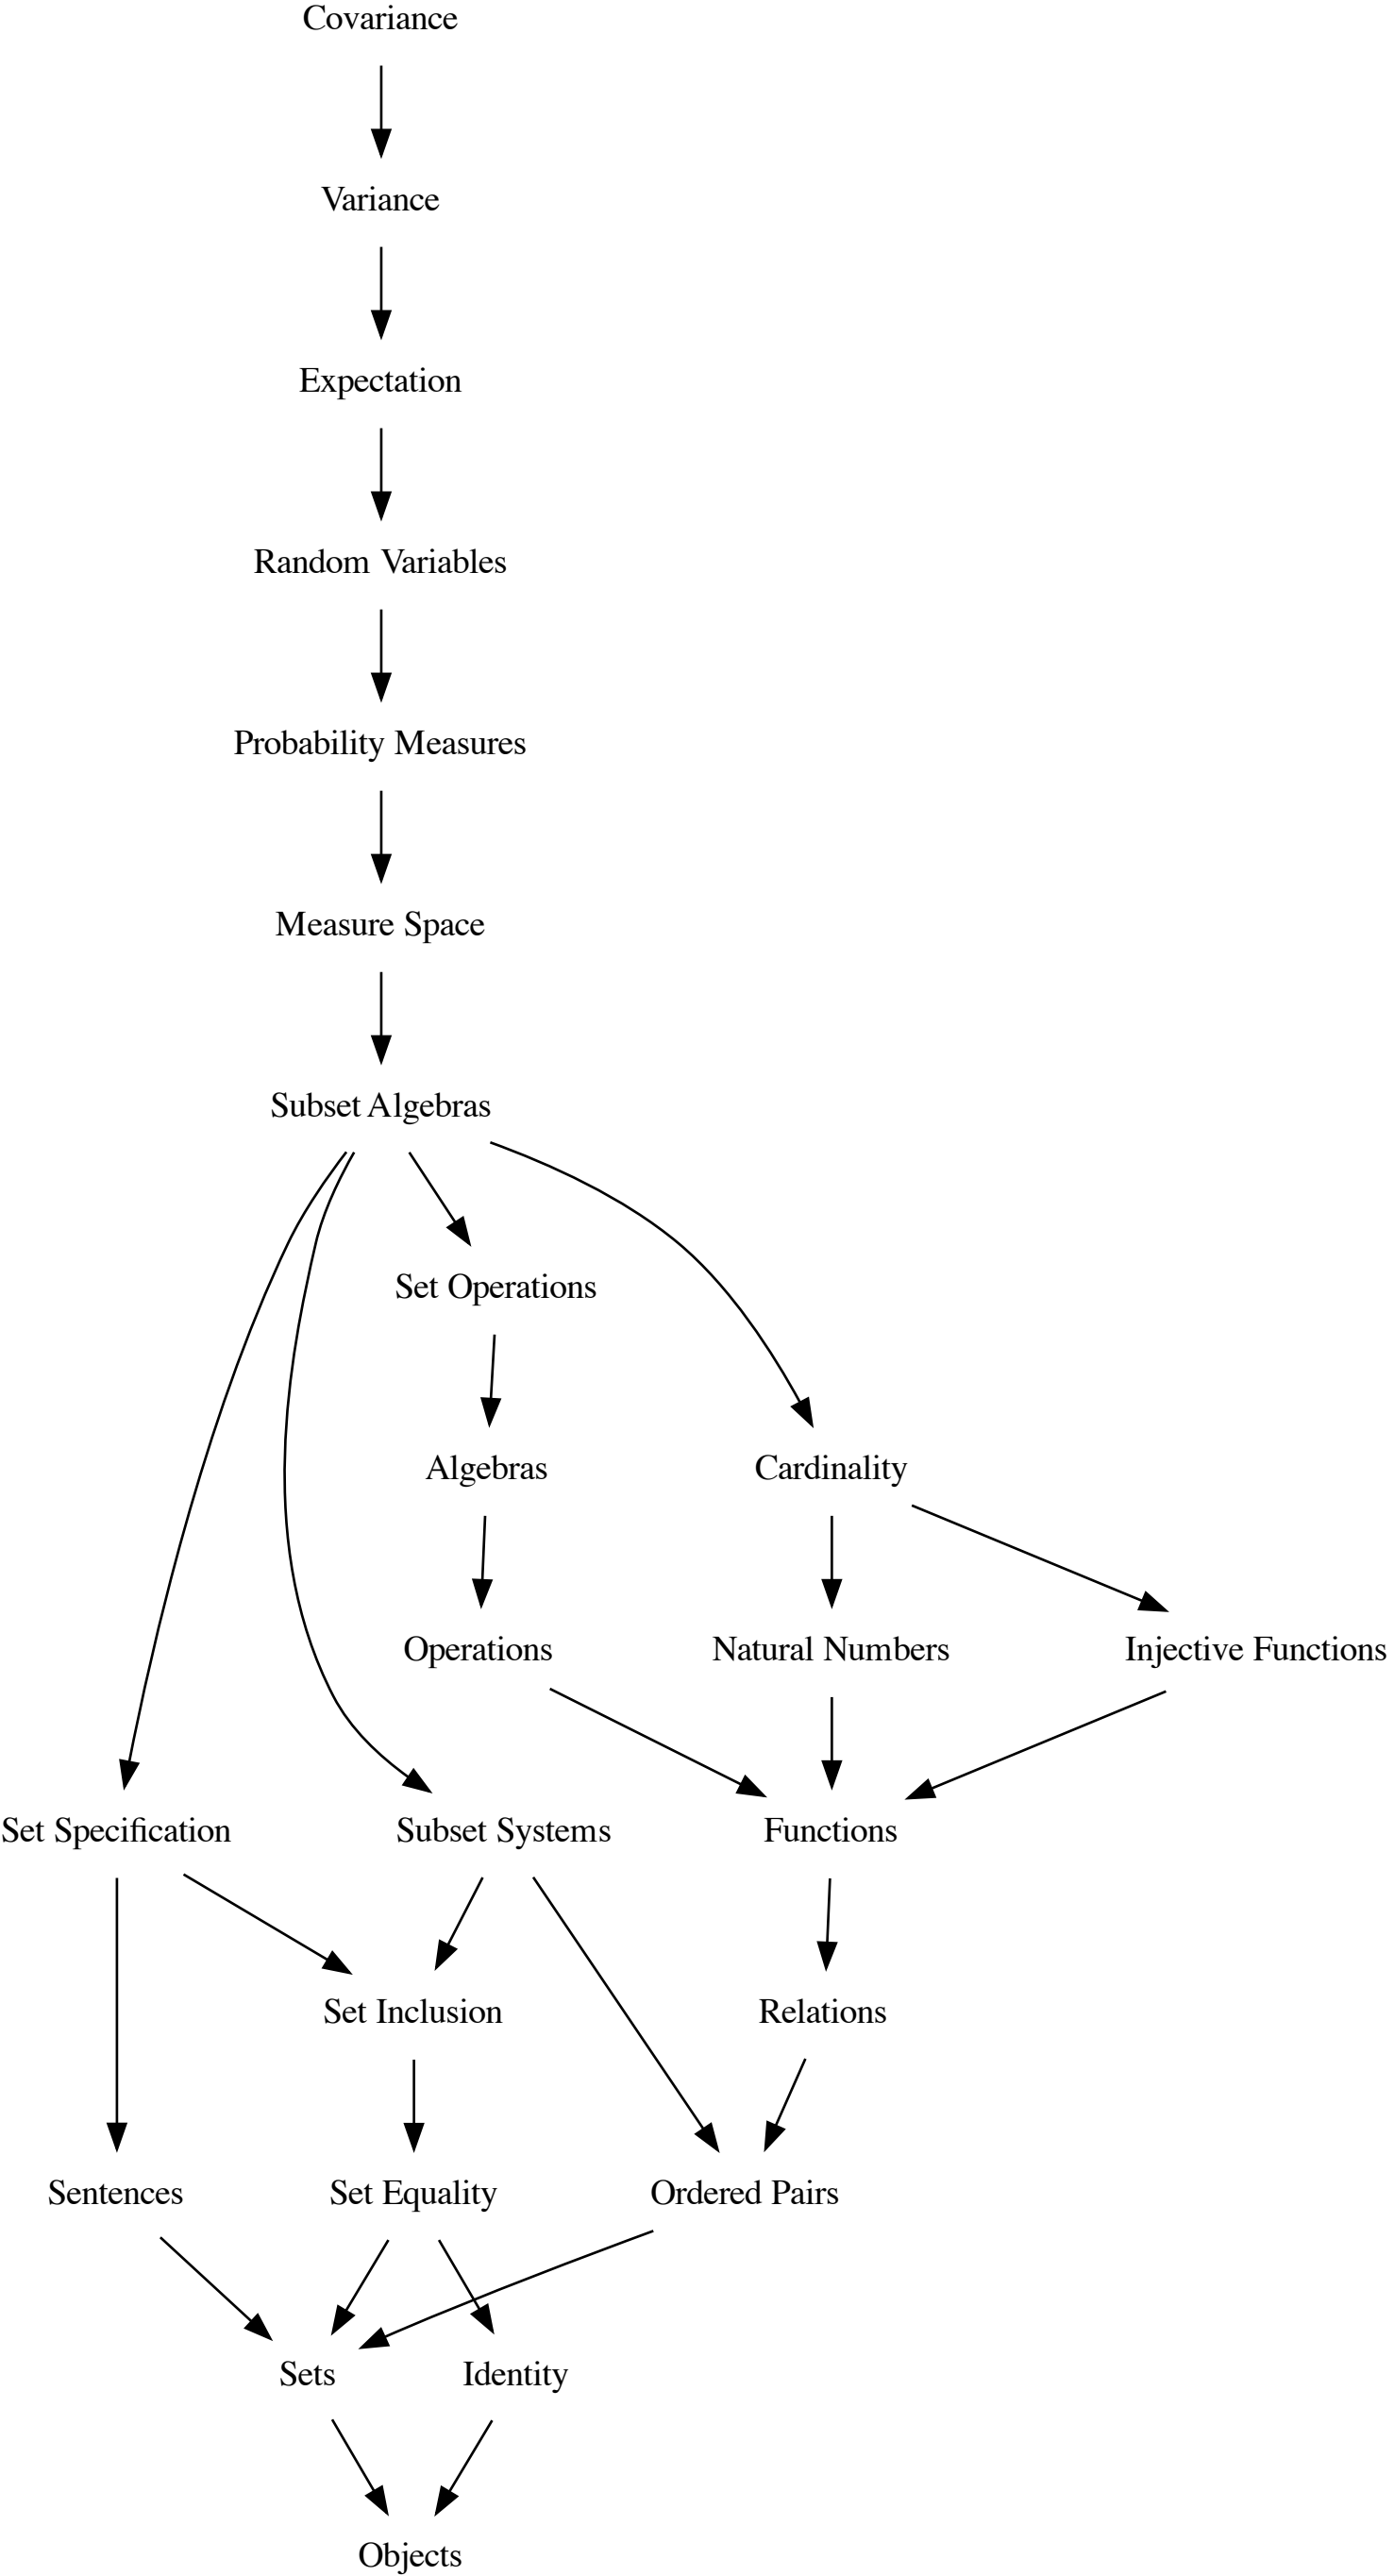 Covariance
Variance
Expectation
Random Variables
Probability Measures
Measure Space
Subset Algebras
Set Operations
Algebras
Cardinality
Operations
Natural Numbers
Injective Functions
Set Specification
Subset Systems
Functions
Set Inclusion
Relations
Sentences
Set Equality
Ordered Pairs
Sets
Identity
Objects